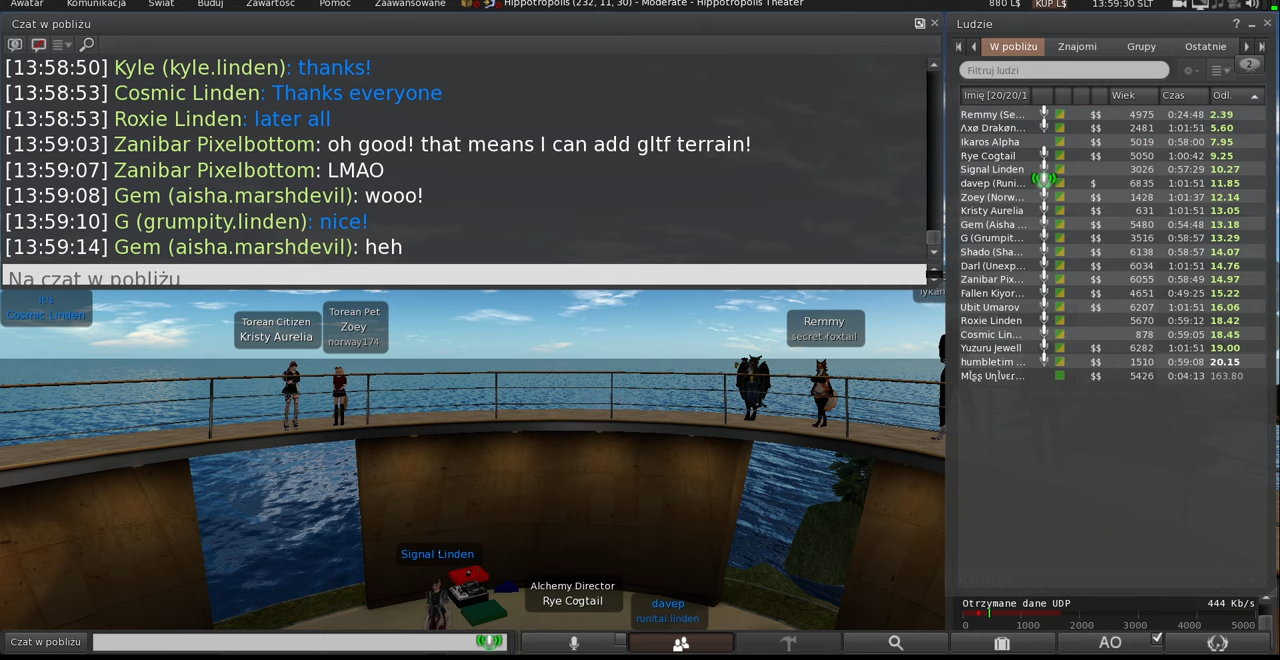 Awatar Komunikacja Świat Buduj Zawartość Pomoc Zaawansowane Hippotropolis (232, 11, 30) - Moderate - Hippotropolis Theater 880 L$ KUP L$ 13:59:30 SLT
Czat w pobliżu
[13:58:50] Kyle (kyle.linden): thanks!
[13:58:53] Cosmic Linden: Thanks everyone
[13:58:53] Roxie Linden: later all
[13:59:03] Zanibar Pixelbottom: oh good! that means I can add gltf terrain!
[13:59:07] Zanibar Pixelbottom: LMAO
[13:59:08] Gem (aisha.marshdevil): wooo!
[13:59:10] G (grumpity.linden): nice!
[13:59:14] Gem (aisha.marshdevil): heh
Na czat w pobliżu
It's
Cosmic Linden
Torean Citizen
Kristy Aurelia
Torean Pet
Zoey
norway174
Remmy
secret.foxtail
Signal Linden
Alchemy Director
Rye Cogtail
davep
runitai.linden
Ludzie
W pobliżu Znajomi Grupy Ostatnie
2
Filtruj ludzi
Imię [20/20/1 Wiek Czas Odl.
Remmy (Se... $$ 4975 0:24:48 2.39
Λxø Drakøn... $$ 2481 1:01:51 5.60
Ikaros Alpha $$ 5019 0:58:00 7.95
Rye Cogtail $$ 5050 1:00:42 9.25
Signal Linden 3026 0:57:29 10.27
davep (Runi... $ 6835 1:01:51 11.85
Zoey (Norw... $$ 1428 1:01:37 12.14
Kristy Aurelia $$ 631 1:01:51 13.05
Gem (Aisha ... $$ 5480 0:54:48 13.18
G (Grumpit... $$ 3516 0:58:57 13.29
Shado (Sha... $$ 6138 0:58:57 14.07
Darl (Unexp... $$ 6034 1:01:51 14.76
Zanibar Pix... $$ 6055 0:58:49 14.97
Fallen Kiyor... $$ 4651 0:49:25 15.22
Ubit Umarov $$ 6207 1:01:51 16.06
Roxie Linden 5670 0:59:12 18.42
Cosmic Lin... 878 0:59:05 18.45
Yuzuru Jewell $$ 6282 1:01:51 19.00
humbletim ... $$ 1510 0:59:08 20.15
$$ 5426 0:04:13 163.80
Otrzymane dane UDP 444 Kb/s
0 1000 2000 3000 4000 5000
Czat w pobliżu
AO